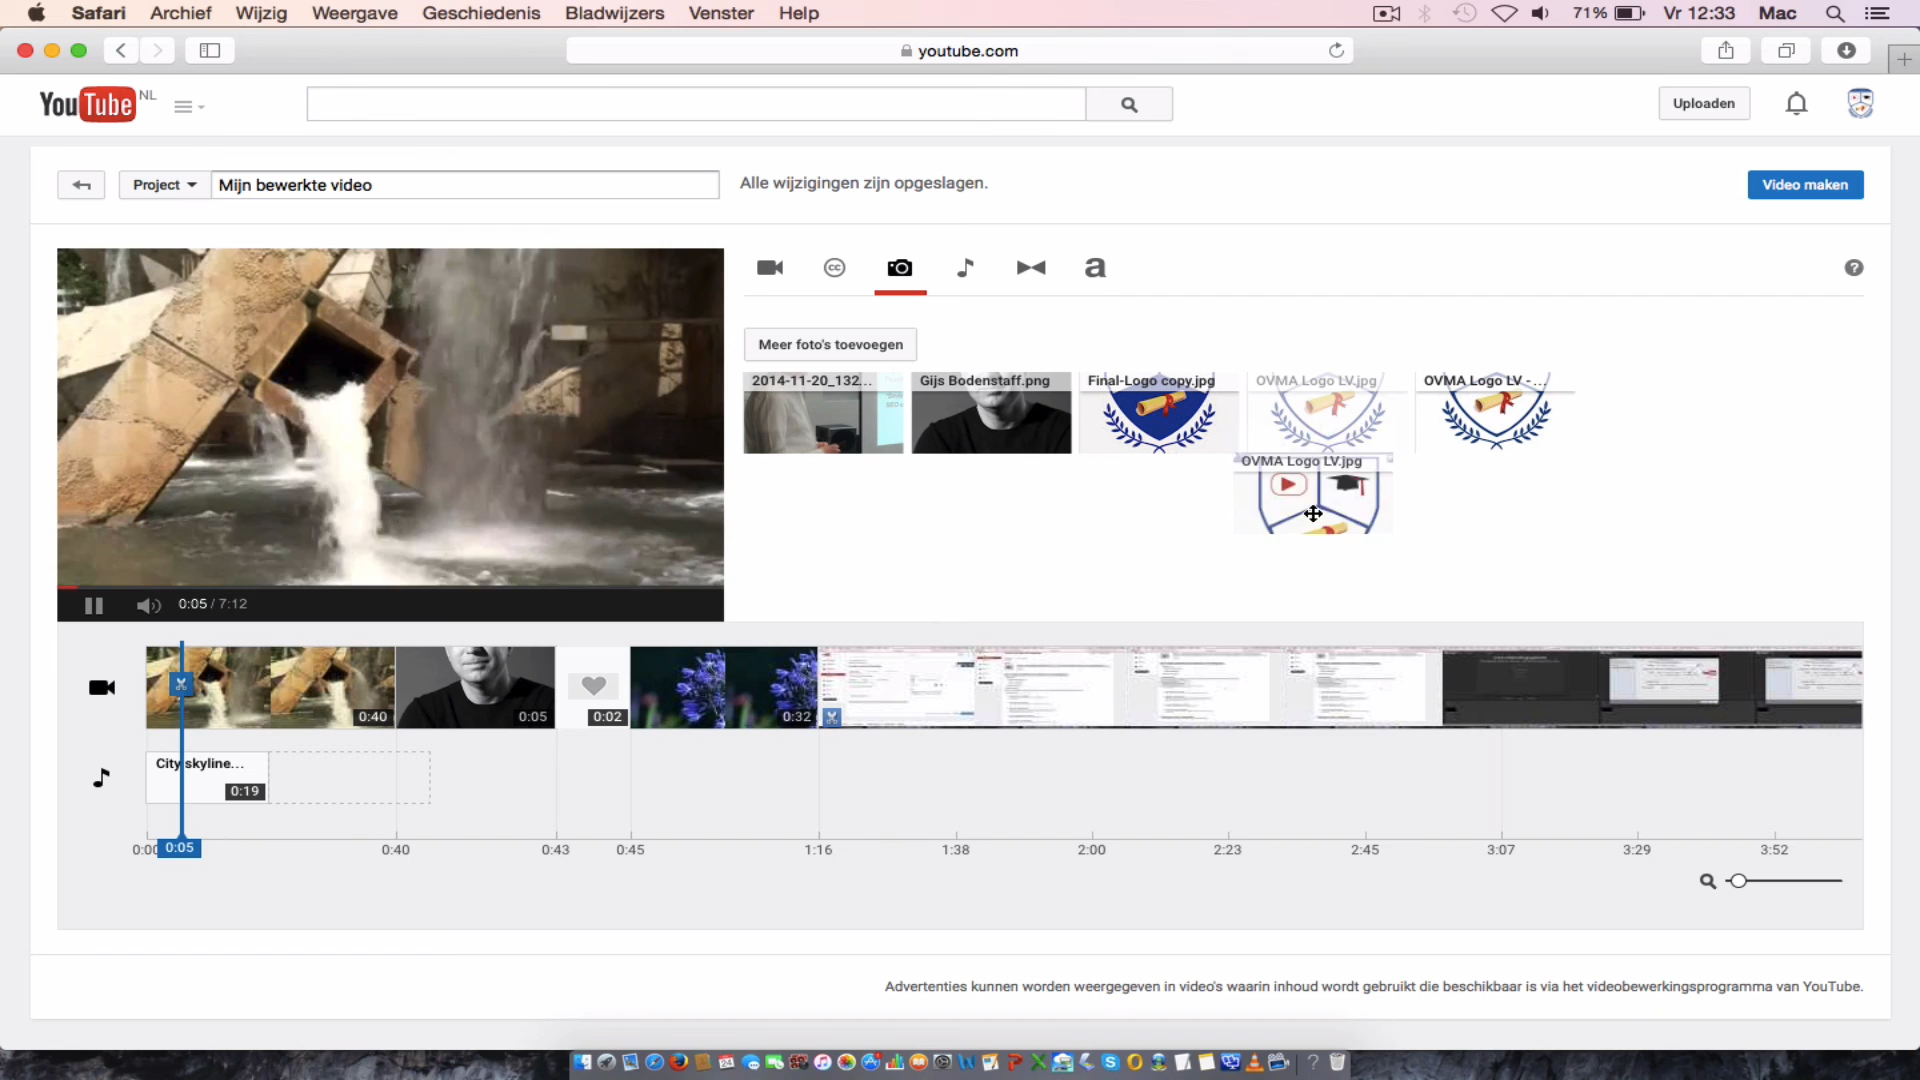 Safari Archief Wijzig Weergave Geschiedenis Bladwijzers Venster Help 71% Vr 12:33 Mac
youtube.com
YouTube NL Uploaden
Project Mijn bewerkte video Alle wijzigingen zijn opgeslagen. Video maken
cc a ?
Meer foto's toevoegen
2014-11-20_132... Gijs Bodenstaff.png Final-Logo copy.jpg OVMA Logo LV.jpg OVMA Logo LV -...
OVMA Logo LV.jpg
0:05 / 7:12
0:40 0:05 0:02 0:32
City skyline...
0:19
0:00 0:05 0:40 0:43 0:45 1:16 1:38 2:00 2:23 2:45 3:07 3:29 3:52
Advertenties kunnen worden weergegeven in video's waarin inhoud wordt gebruikt die beschikbaar is via het videobewerkingsprogramma van YouTube.